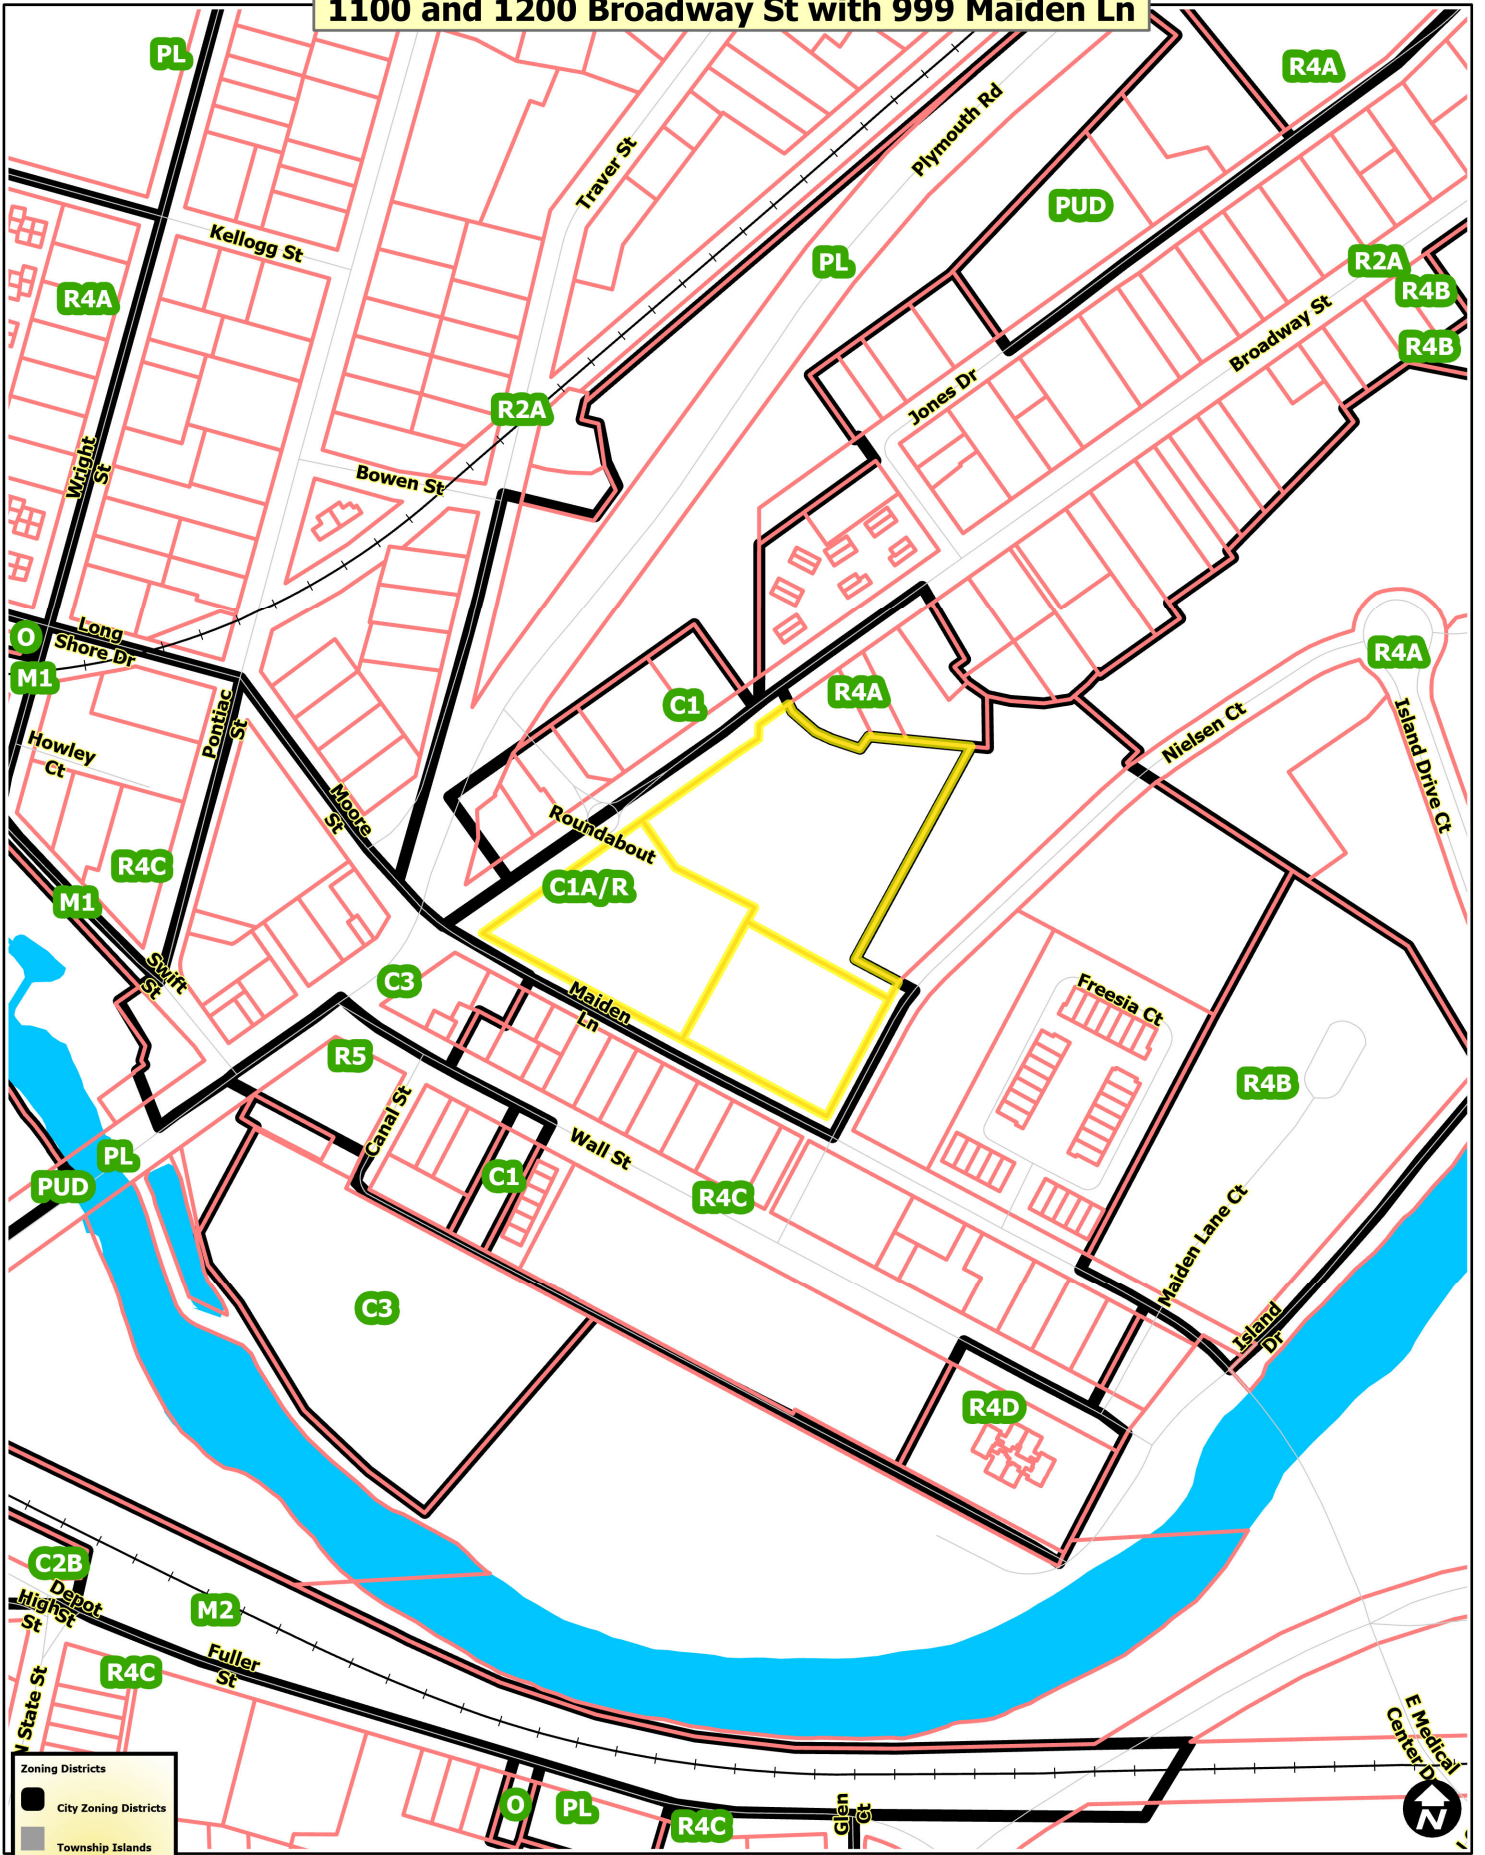 1100 and 1200 Broadway St with 999 Maiden Ln
PL
R4A
Plymouth Rd
Traver St
PUD
Kellogg St
PL
R2A
R4B
R4A
Broadway St
R4B
Jones Dr
R2A
Wright
St
Bowen St
O
Long
Shore Dr
M1
R4A
C1
R4A
Nielsen Ct
Island Drive Ct
Pontiac
St
Howley
Ct
Moore
St
Roundabout
R4C
C1A/R
M1
Swift
St
C3
Maiden
Ln
Freesia Ct
R5
R4B
Canal St
Wall St
PL
PUD
C1
R4C
Maiden Lane Ct
C3
Island
Dr
R4D
C2B
Depot
St
High
St
M2
Fuller
St
R4C
N State St
E Medical
Center D
O
PL
R4C
Glen
Ct
Zoning Districts
City Zoning Districts
Township Islands
N